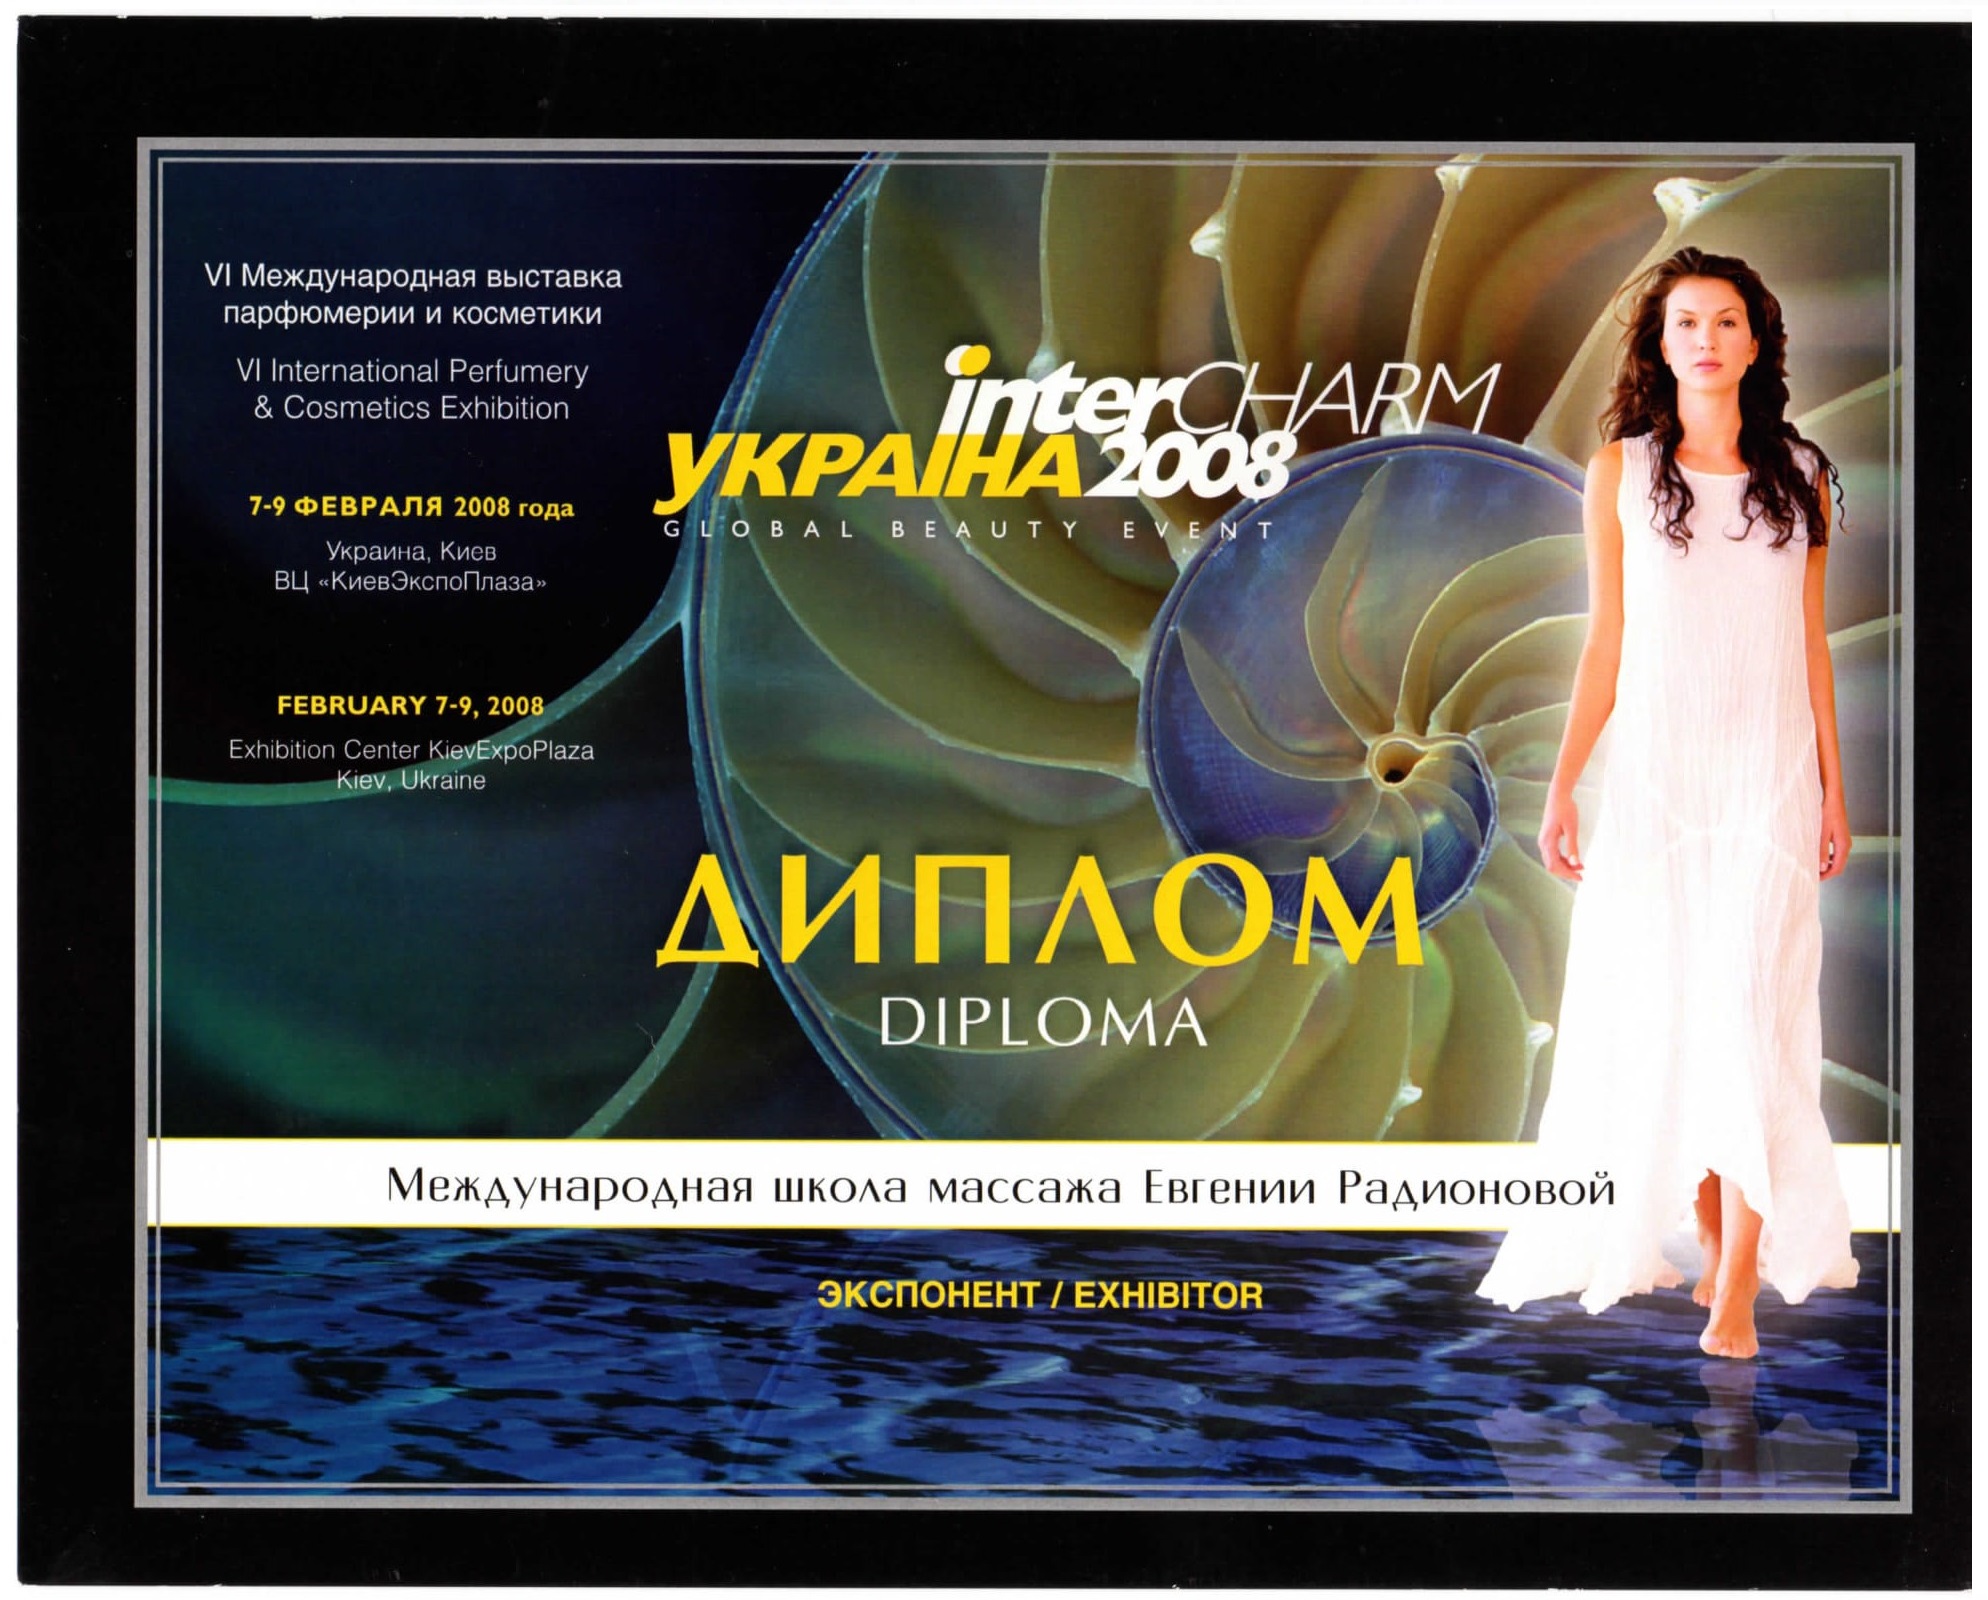 VI Международная выставка
парфюмерии и косметики
VI International Perfumery
& Cosmetics Exhibition
7-9 ФЕВРАЛЯ 2008 года
Украина, Киев
ВЦ «КиевЭкспоПлаза»
FEBRUARY 7-9, 2008
Exhibition Center KievExpoPlaza
Kiev, Ukraine
interCHARM
УКРАЇНА 2008
GLOBAL BEAUTY EVENT
ДИПЛОМ
DIPLOMA
Международная школа массажа Евгении Радионовой
ЭКСПОНЕНТ / EXHIBITOR